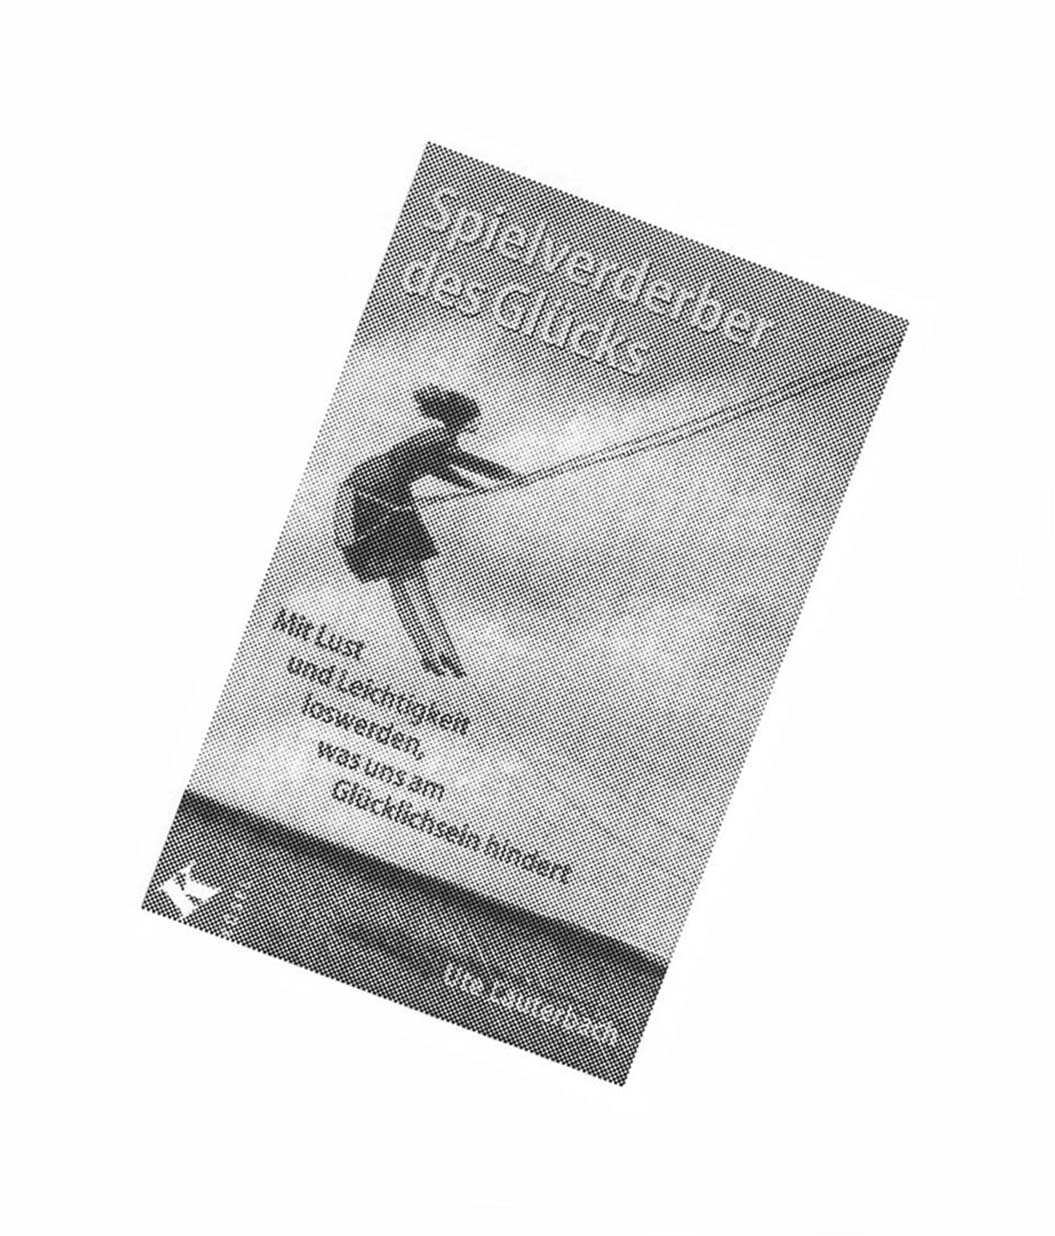 Spielverderber
des Glücks
Mit Lust
und Leichtigkeit
loswerden,
was uns am
Glücklichsein hindert
Ute Lauterbach